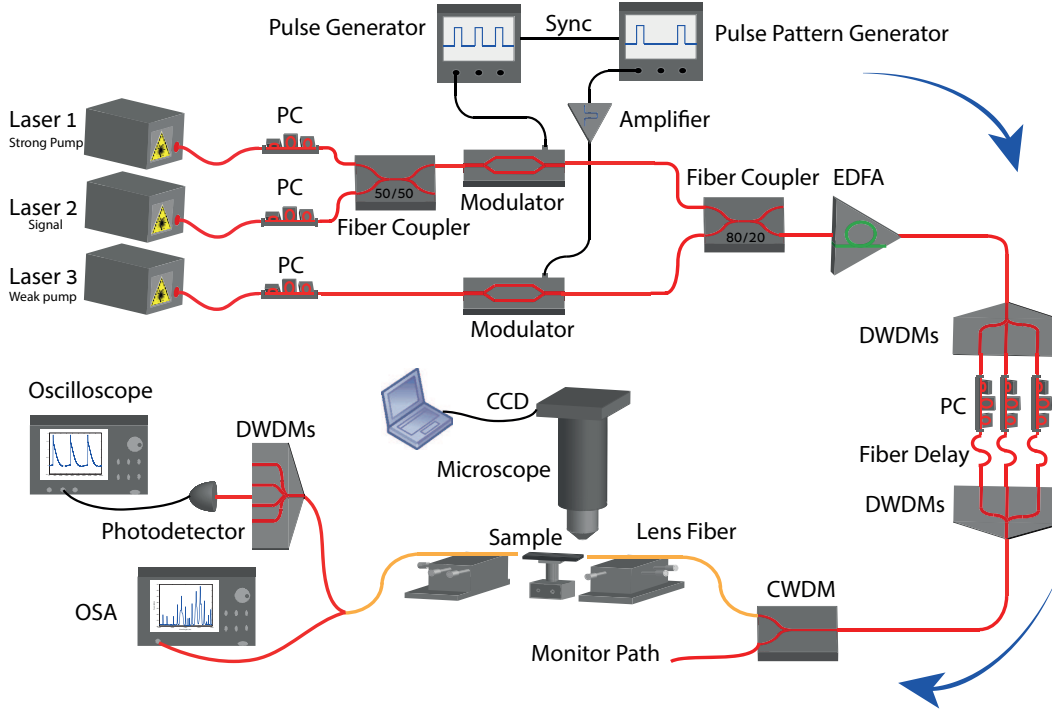 Pulse Generator
Sync
Pulse Pattern Generator
Laser 1
Strong Pump
PC
Amplifier
50/50
Fiber Coupler
Modulator
Fiber Coupler
EDFA
80/20
Laser 2
Signal
PC
Laser 3
Weak pump
PC
Modulator
DWDMs
PC
Fiber Delay
DWDMs
Oscilloscope
DWDMs
CCD
Microscope
Photodetector
Sample
Lens Fiber
OSA
CWDM
Monitor Path